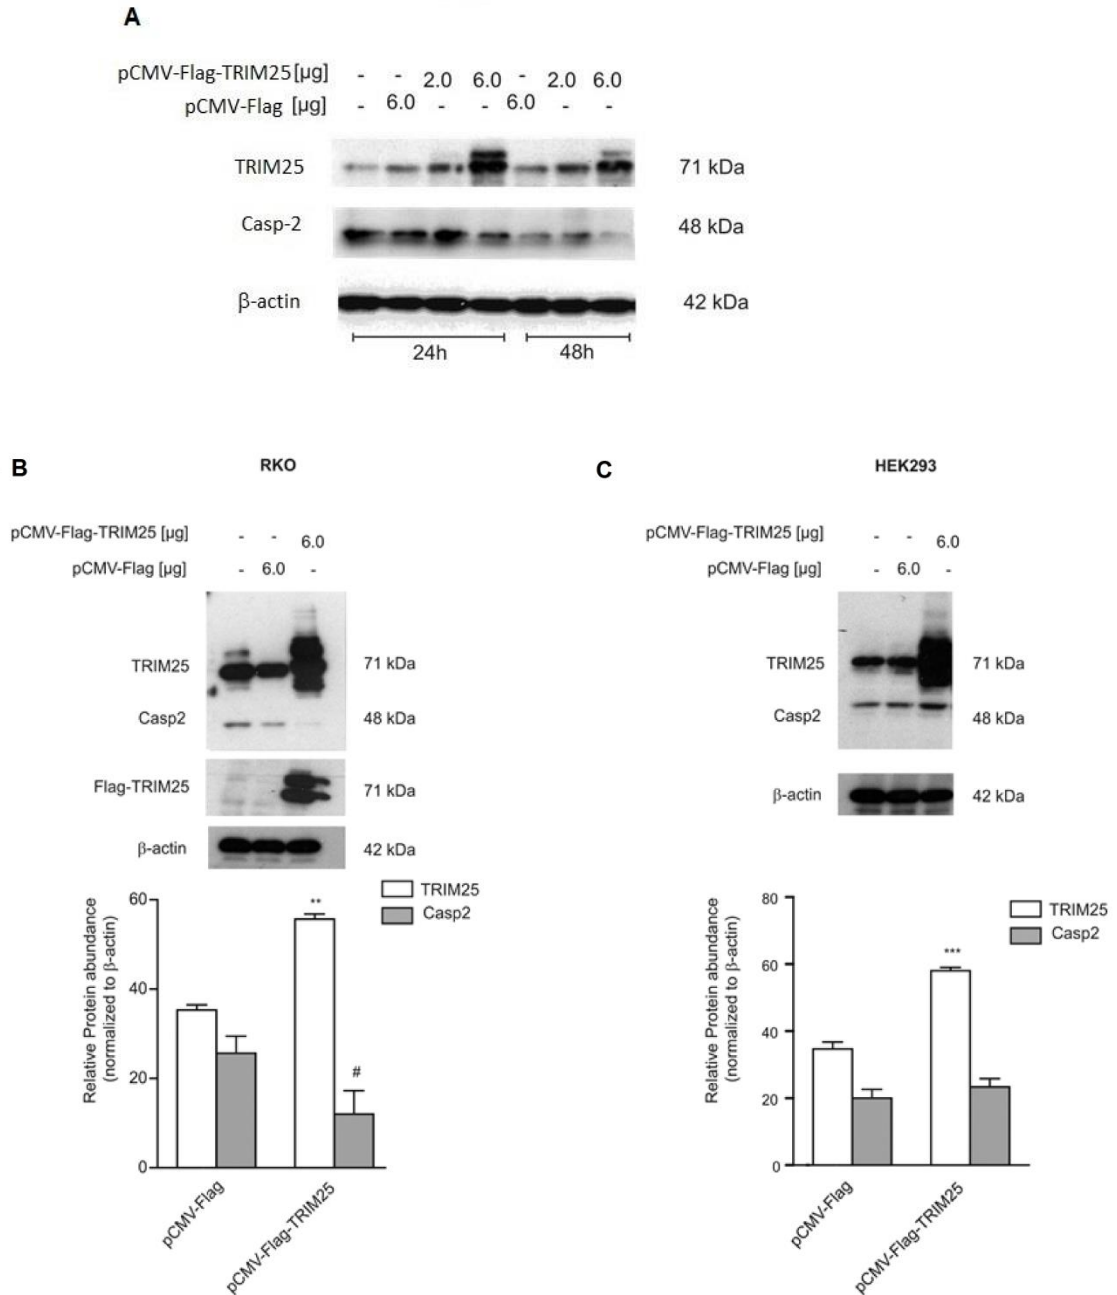 A
pCMV-Flag-TRIM25[µg] - - 2.0 6.0 - 2.0 6.0
pCMV-Flag [µg] - 6.0 - - 6.0 - -
TRIM25 71 kDa
Casp-2 48 kDa
β-actin 42 kDa
24h 48h
B RKO
pCMV-Flag-TRIM25 [µg] - - 6.0
pCMV-Flag [µg] - 6.0 -
TRIM25 71 kDa
Casp2 48 kDa
Flag-TRIM25 71 kDa
β-actin 42 kDa
TRIM25
Casp2
Relative Protein abundance
(normalized to β-actin)
60
40
20
0
**
#
pCMV-Flag
pCMV-Flag-TRIM25
C HEK293
pCMV-Flag-TRIM25 [µg] - - 6.0
pCMV-Flag [µg] - 6.0 -
TRIM25 71 kDa
Casp2 48 kDa
β-actin 42 kDa
TRIM25
Casp2
Relative Protein abundance
(normalized to β-actin)
80
60
40
20
0
***
pCMV-Flag
pCMV-Flag-TRIM25